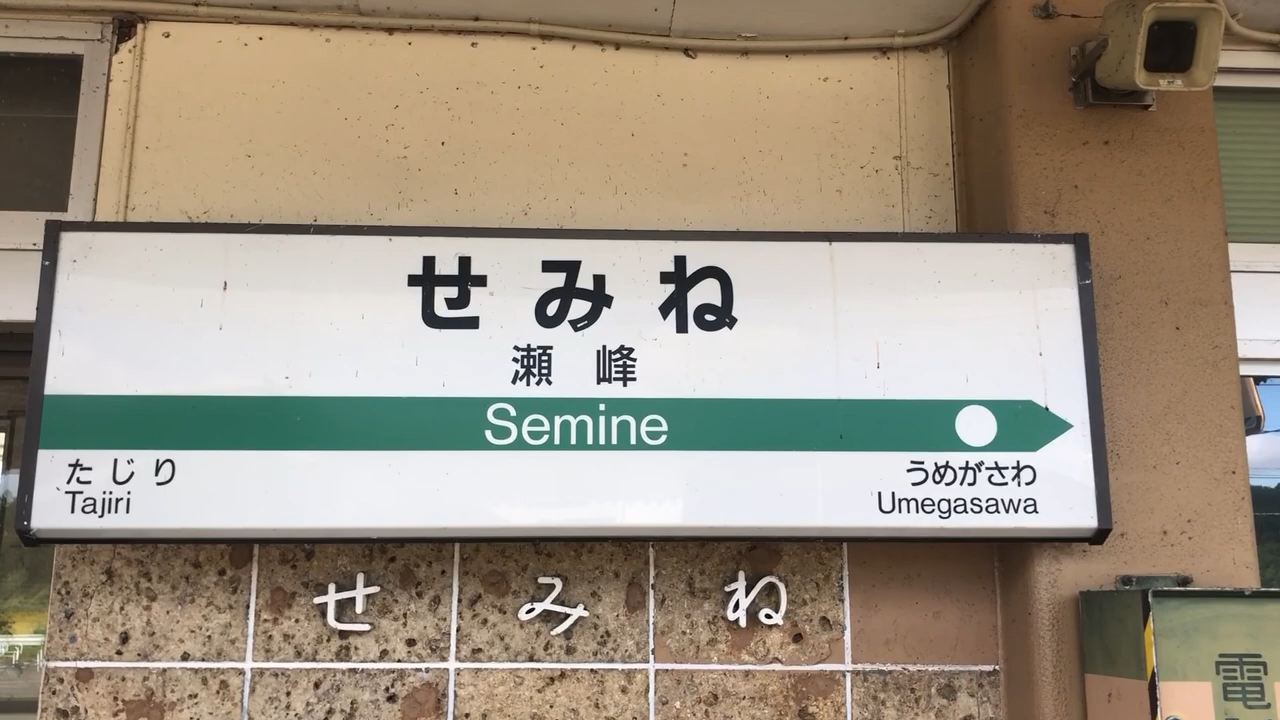 せみね
瀬峰
Semine
たじり
Tajiri
うめがさわ
Umegasawa
せみね
電